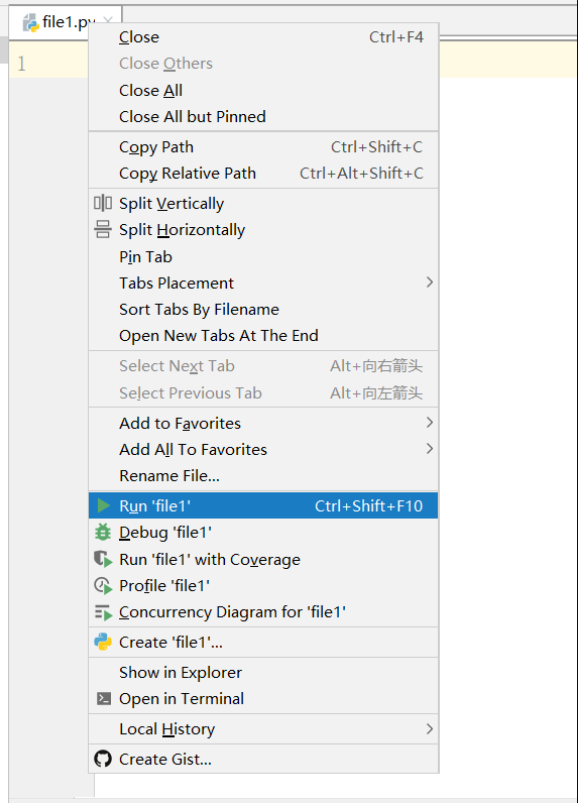 file1.py
1
Close Ctrl+F4
Close Others
Close All
Close All but Pinned
Copy Path Ctrl+Shift+C
Copy Relative Path Ctrl+Alt+Shift+C
Split Vertically
Split Horizontally
Pin Tab
Tabs Placement
Sort Tabs By Filename
Open New Tabs At The End
Select Next Tab Alt+向右箭头
Select Previous Tab Alt+向左箭头
Add to Favorites
Add All To Favorites
Rename File...
Run 'file1' Ctrl+Shift+F10
Debug 'file1'
Run 'file1' with Coverage
Profile 'file1'
Concurrency Diagram for 'file1'
Create 'file1'...
Show in Explorer
Open in Terminal
Local History
Create Gist...